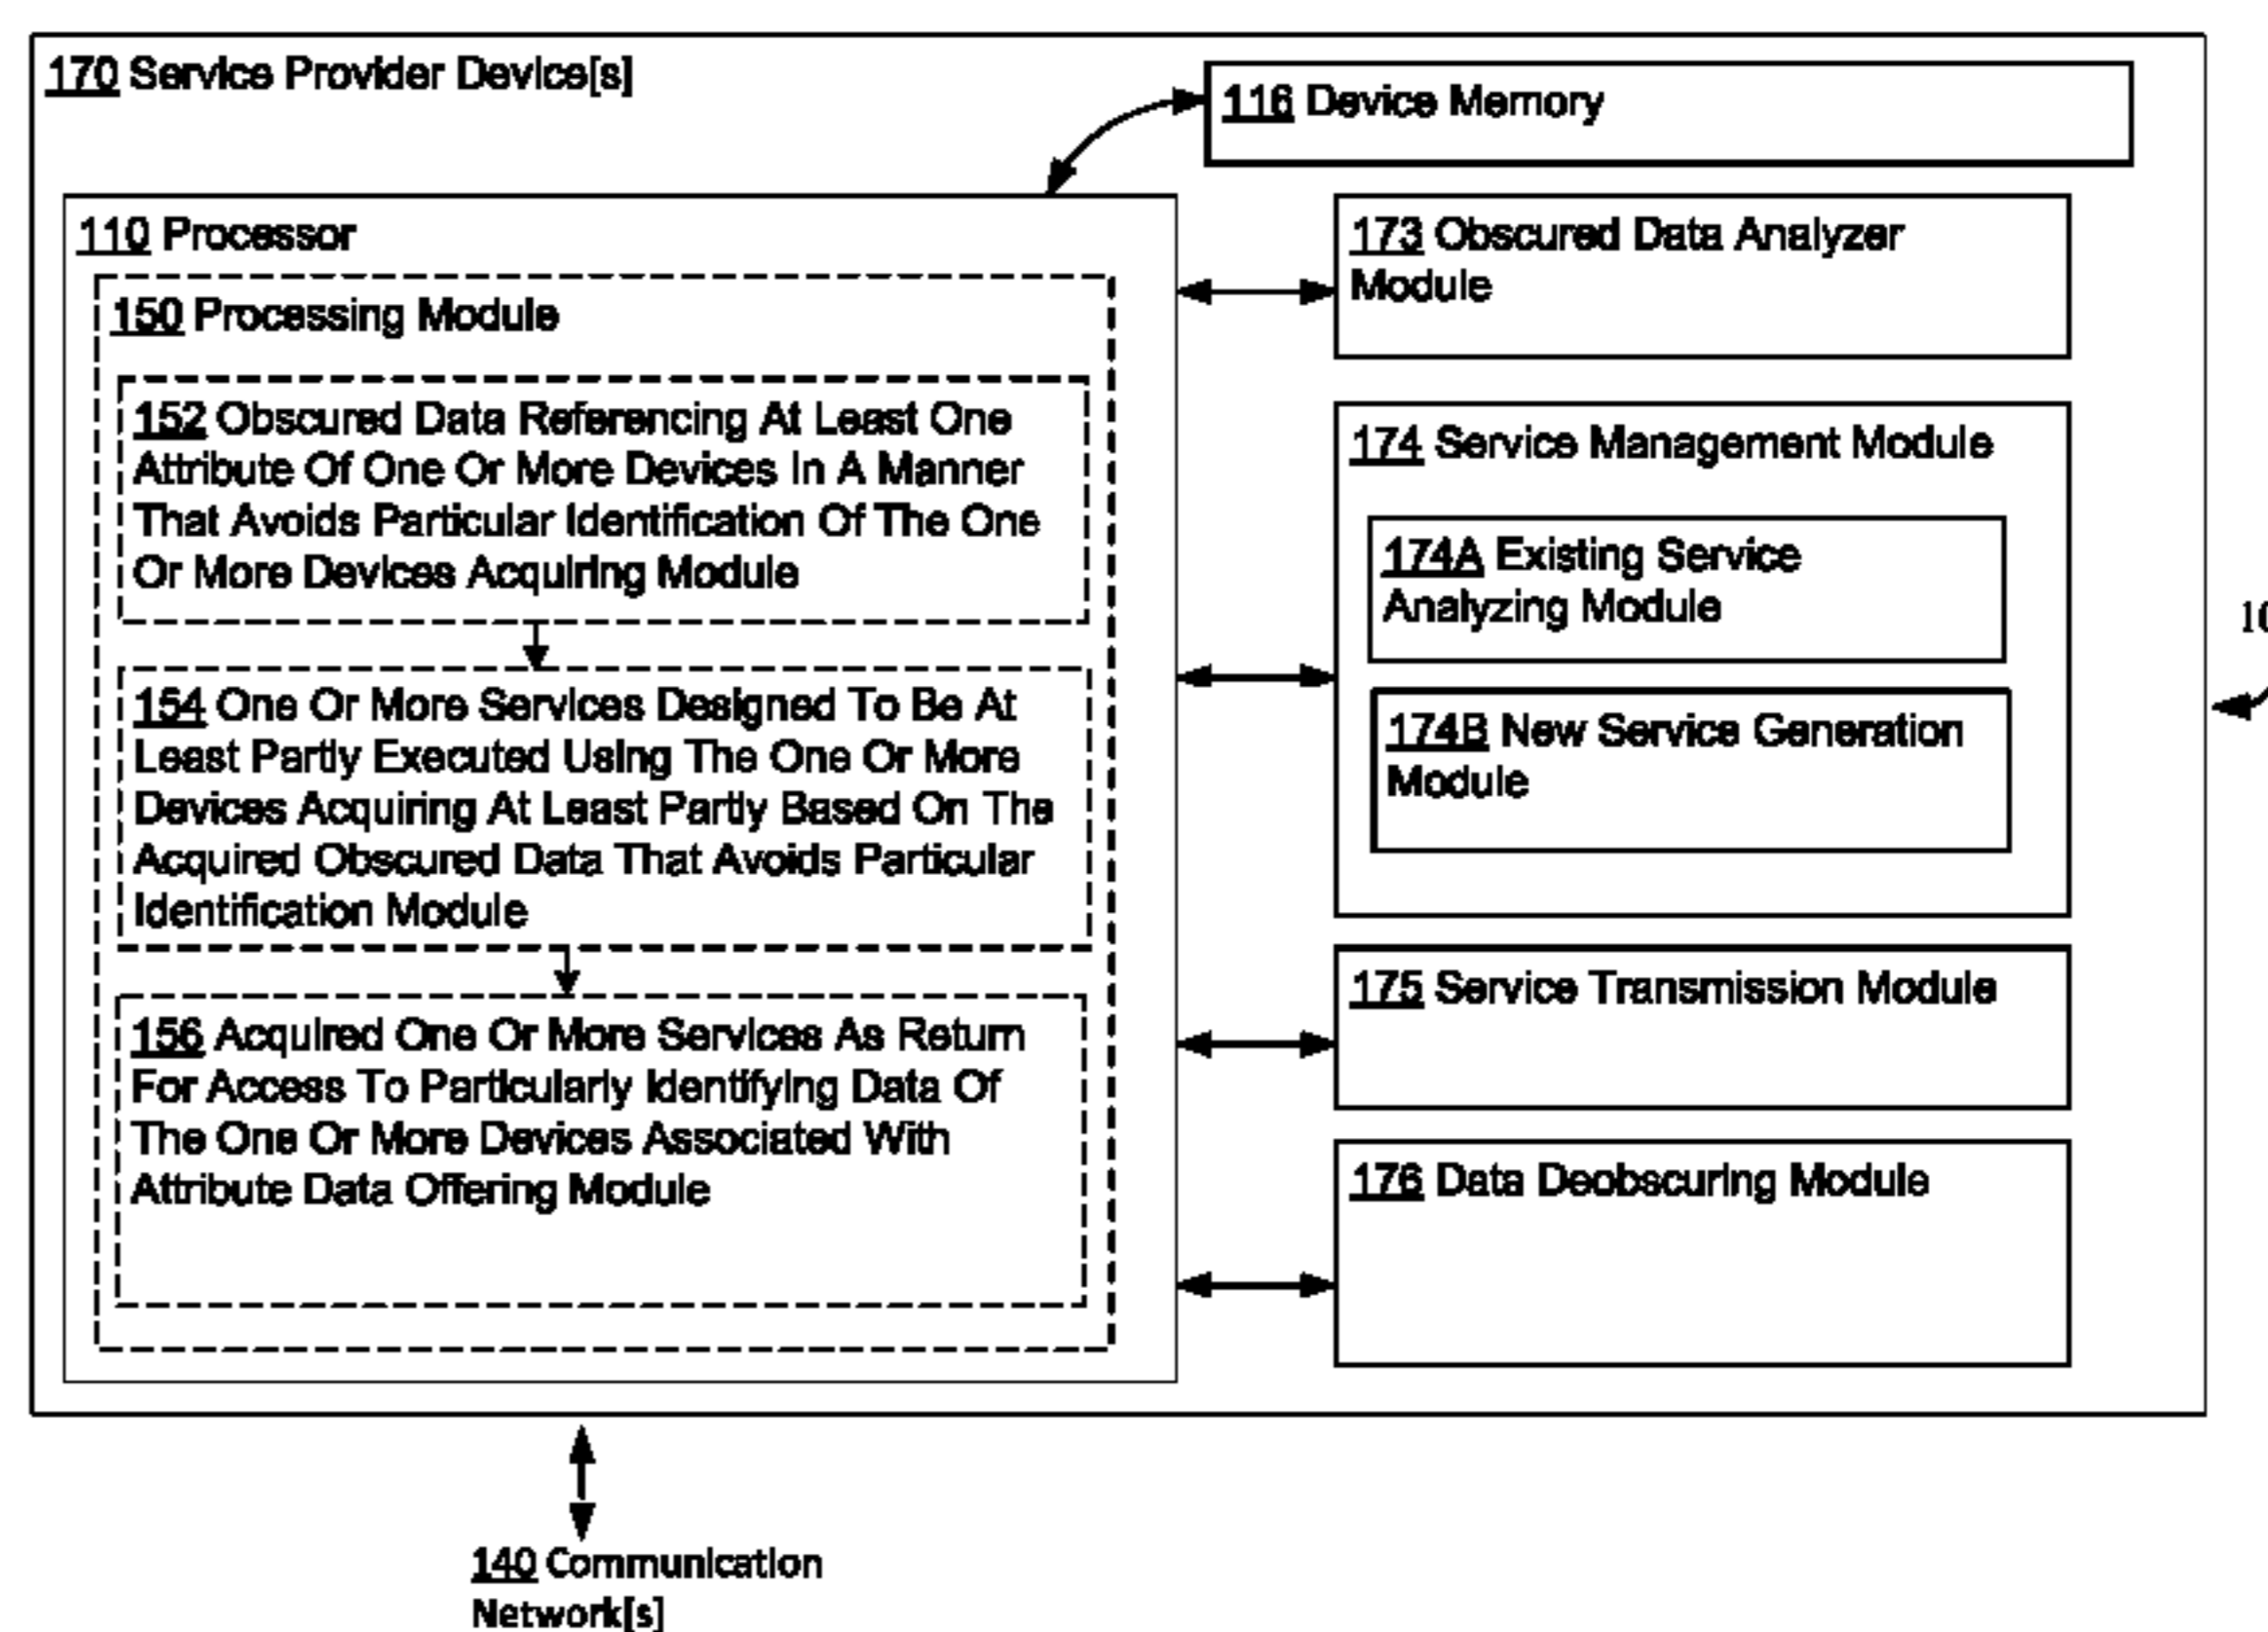 170 Service Provider Device[s]
116 Device Memory
110 Processor
150 Processing Module
152 Obscured Data Referencing At Least One
Attribute Of One Or More Devices In A Manner
That Avoids Particular Identification Of The One
Or More Devices Acquiring Module
154 One Or More Services Designed To Be At
Least Partly Executed Using The One Or More
Devices Acquiring At Least Partly Based On The
Acquired Obscured Data That Avoids Particular
Identification Module
156 Acquired One Or More Services As Return
For Access To Particularly Identifying Data Of
The One Or More Devices Associated With
Attribute Data Offering Module
173 Obscured Data Analyzer
Module
174 Service Management Module
174A Existing Service
Analyzing Module
174B New Service Generation
Module
175 Service Transmission Module
176 Data Deobscuring Module
140 Communication
Network[s]